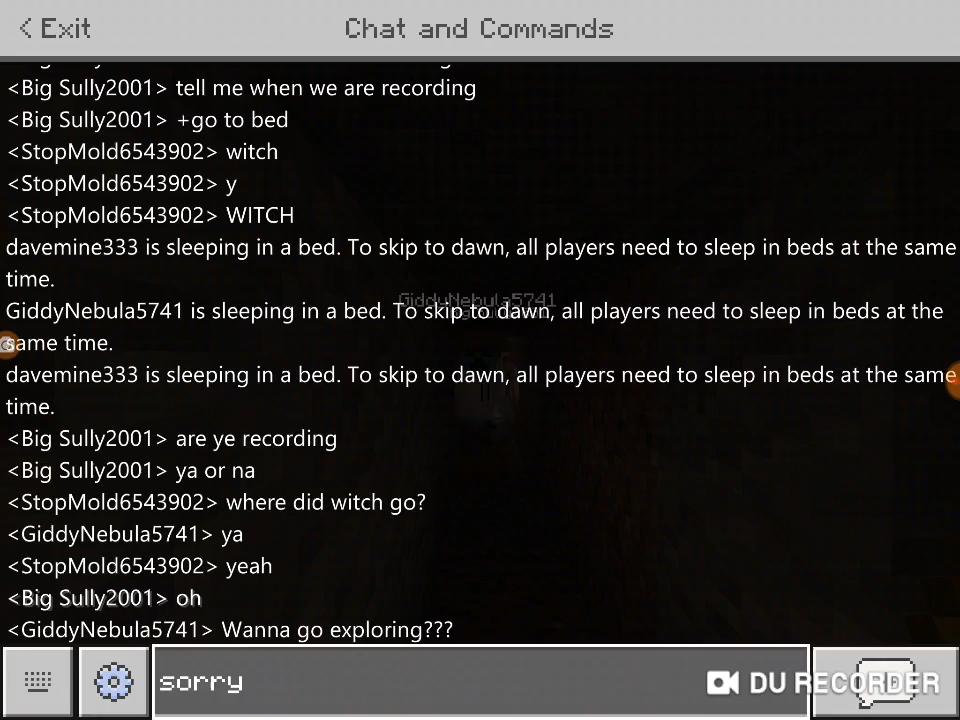 < Exit
Chat and Commands
<Big Sully2001> tell me when we are recording
<Big Sully2001> +go to bed
<StopMold6543902> witch
<StopMold6543902> y
<StopMold6543902> WITCH
davemine333 is sleeping in a bed. To skip to dawn, all players need to sleep in beds at the same
time.
GiddyNebula5741
GiddyNebula5741 is sleeping in a bed. To skip to dawn, all players need to sleep in beds at the
same time.
davemine333 is sleeping in a bed. To skip to dawn, all players need to sleep in beds at the same
time.
<Big Sully2001> are ye recording
<Big Sully2001> ya or na
<StopMold6543902> where did witch go?
<GiddyNebula5741> ya
<StopMold6543902> yeah
<Big Sully2001> oh
<GiddyNebula5741> Wanna go exploring???
sorry
DU RECORDER